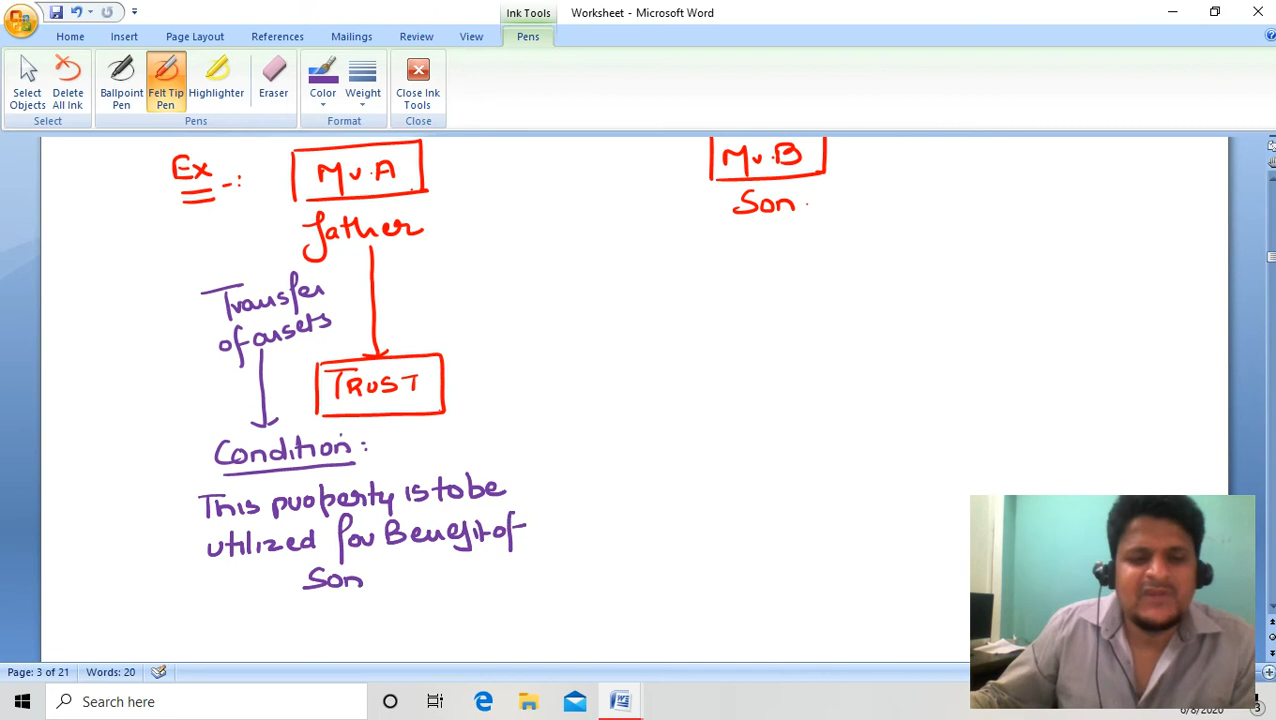 Ink Tools
Worksheet - Microsoft Word
Home Insert Page Layout References Mailings Review View Pens
Select Objects
Delete All Ink
Ballpoint Pen
Felt Tip Pen
Highlighter
Eraser
Color
Weight
Close Ink Tools
Select Pens Format Close
Ex -:
Mr. A
father
Mr. B
Son.
Transfer
of assets
TRUST
Condition:
This property is to be
utilized for Benefit of
Son
Page: 3 of 21 Words: 20
Search here
6/8/2020